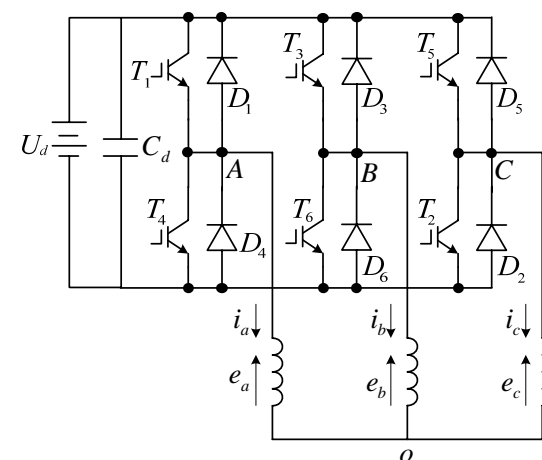 T1 T3 T5
D1 D3 D5
Ud Cd
A B C
T4 T6 T2
D4 D6 D2
ia ib ic
ea eb ec
o